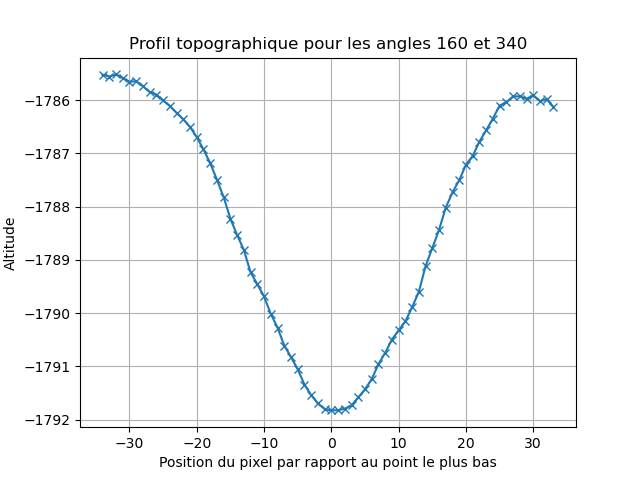 Profil topographique pour les angles 160 et 340
Altitude
−1786
−1787
−1788
−1789
−1790
−1791
−1792
−30 −20 −10 0 10 20 30
Position du pixel par rapport au point le plus bas